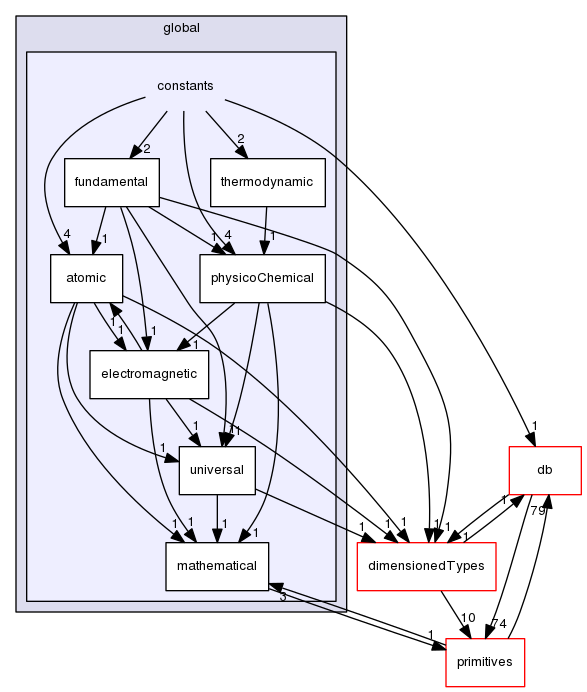 global
constants
2
2
fundamental
thermodynamic
4
1
1
4
1
atomic
physicoChemical
1
1
1
1
electromagnetic
1
1
1
1
1
universal
db
1
79
1
1
1
1
1
1
1
1
1
mathematical
dimensionedTypes
3
10
74
1
primitives